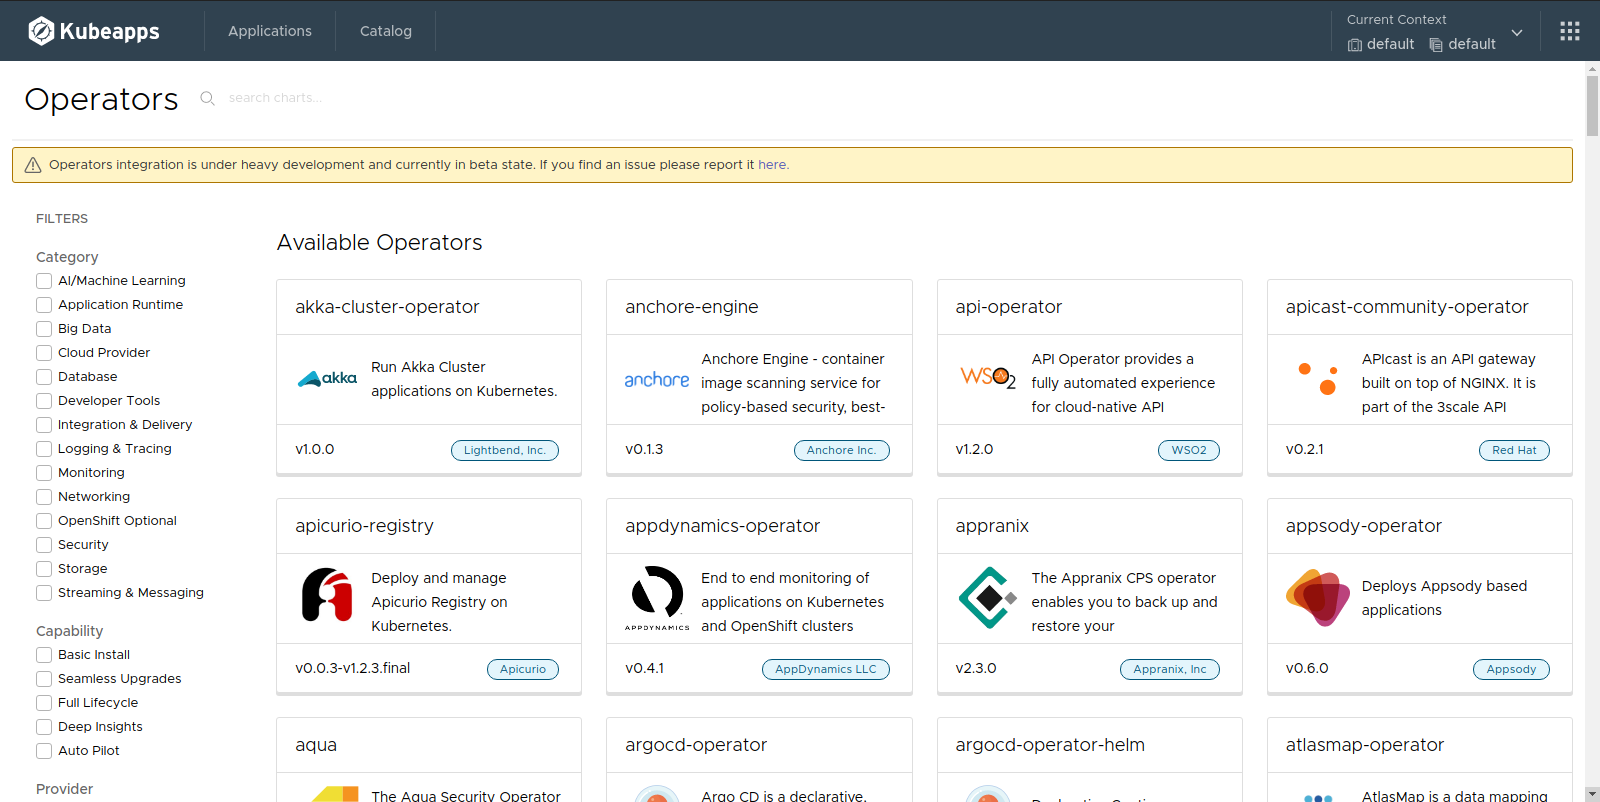 Kubeapps
Applications
Catalog
Current Context
default
default
Operators
search charts...
Operators integration is under heavy development and currently in beta state. If you find an issue please report it here.
FILTERS
Category
AI/Machine Learning
Application Runtime
Big Data
Cloud Provider
Database
Developer Tools
Integration & Delivery
Logging & Tracing
Monitoring
Networking
OpenShift Optional
Security
Storage
Streaming & Messaging
Capability
Basic Install
Seamless Upgrades
Full Lifecycle
Deep Insights
Auto Pilot
Provider
Available Operators
akka-cluster-operator
akka
Run Akka Cluster
applications on Kubernetes.
v1.0.0
Lightbend, Inc.
anchore-engine
anchore
Anchore Engine - container
image scanning service for
policy-based security, best-
v0.1.3
Anchore Inc.
api-operator
WSO2
API Operator provides a
fully automated experience
for cloud-native API
v1.2.0
WSO2
apicast-community-operator
APIcast is an API gateway
built on top of NGINX. It is
part of the 3scale API
v0.2.1
Red Hat
apicurio-registry
Deploy and manage
Apicurio Registry on
Kubernetes.
v0.0.3-v1.2.3.final
Apicurio
appdynamics-operator
APPDYNAMICS
End to end monitoring of
applications on Kubernetes
and OpenShift clusters
v0.4.1
AppDynamics LLC
appranix
The Appranix CPS operator
enables you to back up and
restore your
v2.3.0
Appranix, Inc
appsody-operator
Deploys Appsody based
applications
v0.6.0
Appsody
aqua
The Aqua Security Operator
argocd-operator
Argo CD is a declarative,
argocd-operator-helm
atlasmap-operator
AtlasMap is a data mapping